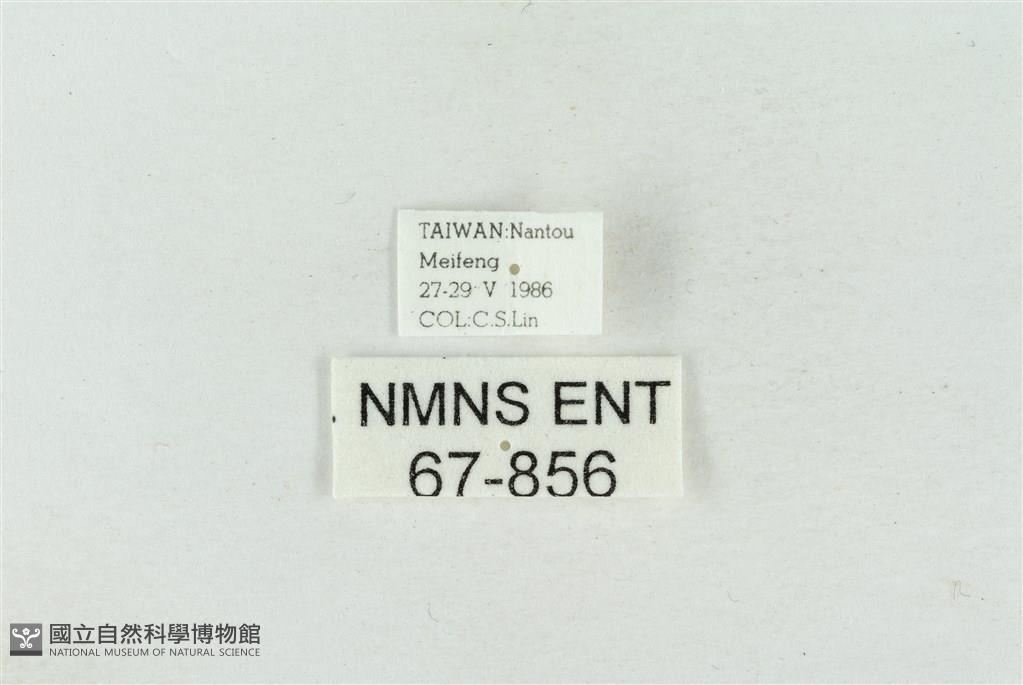 TAIWAN:Nantou
Meifeng
27-29 V 1986
COL:C.S.Lin
NMNS ENT
67-856
國立自然科學博物館
NATIONAL MUSEUM OF NATURAL SCIENCE